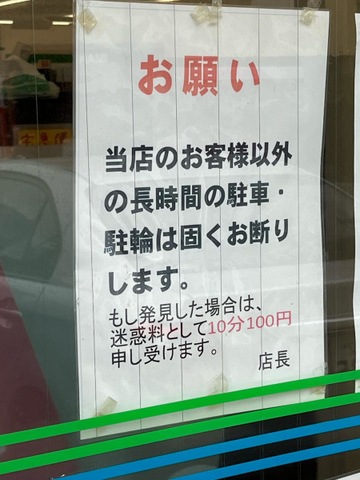 お願い
当店のお客様以外
の長時間の駐車・
駐輪は固くお断り
します。
もし発見した場合は、
迷惑料として10分100円
申し受けます。
店長